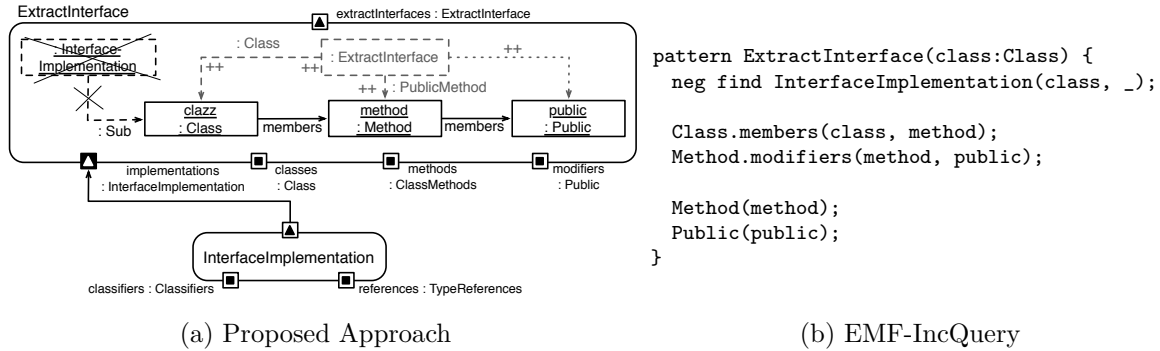 ExtractInterface
extractInterfaces : ExtractInterface
: Interface-
Implementation
: Class
++
++
: ExtractInterface
++
++
: PublicMethod
: Sub
clazz
: Class
members
method
: Method
members
public
: Public
implementations
: InterfaceImplementation
classes
: Class
methods
: ClassMethods
modifiers
: Public
InterfaceImplementation
classifiers : Classifiers
references : TypeReferences
(a) Proposed Approach
pattern ExtractInterface(class:Class) {
neg find InterfaceImplementation(class, _);
Class.members(class, method);
Method.modifiers(method, public);
Method(method);
Public(public);
}
(b) EMF-IncQuery